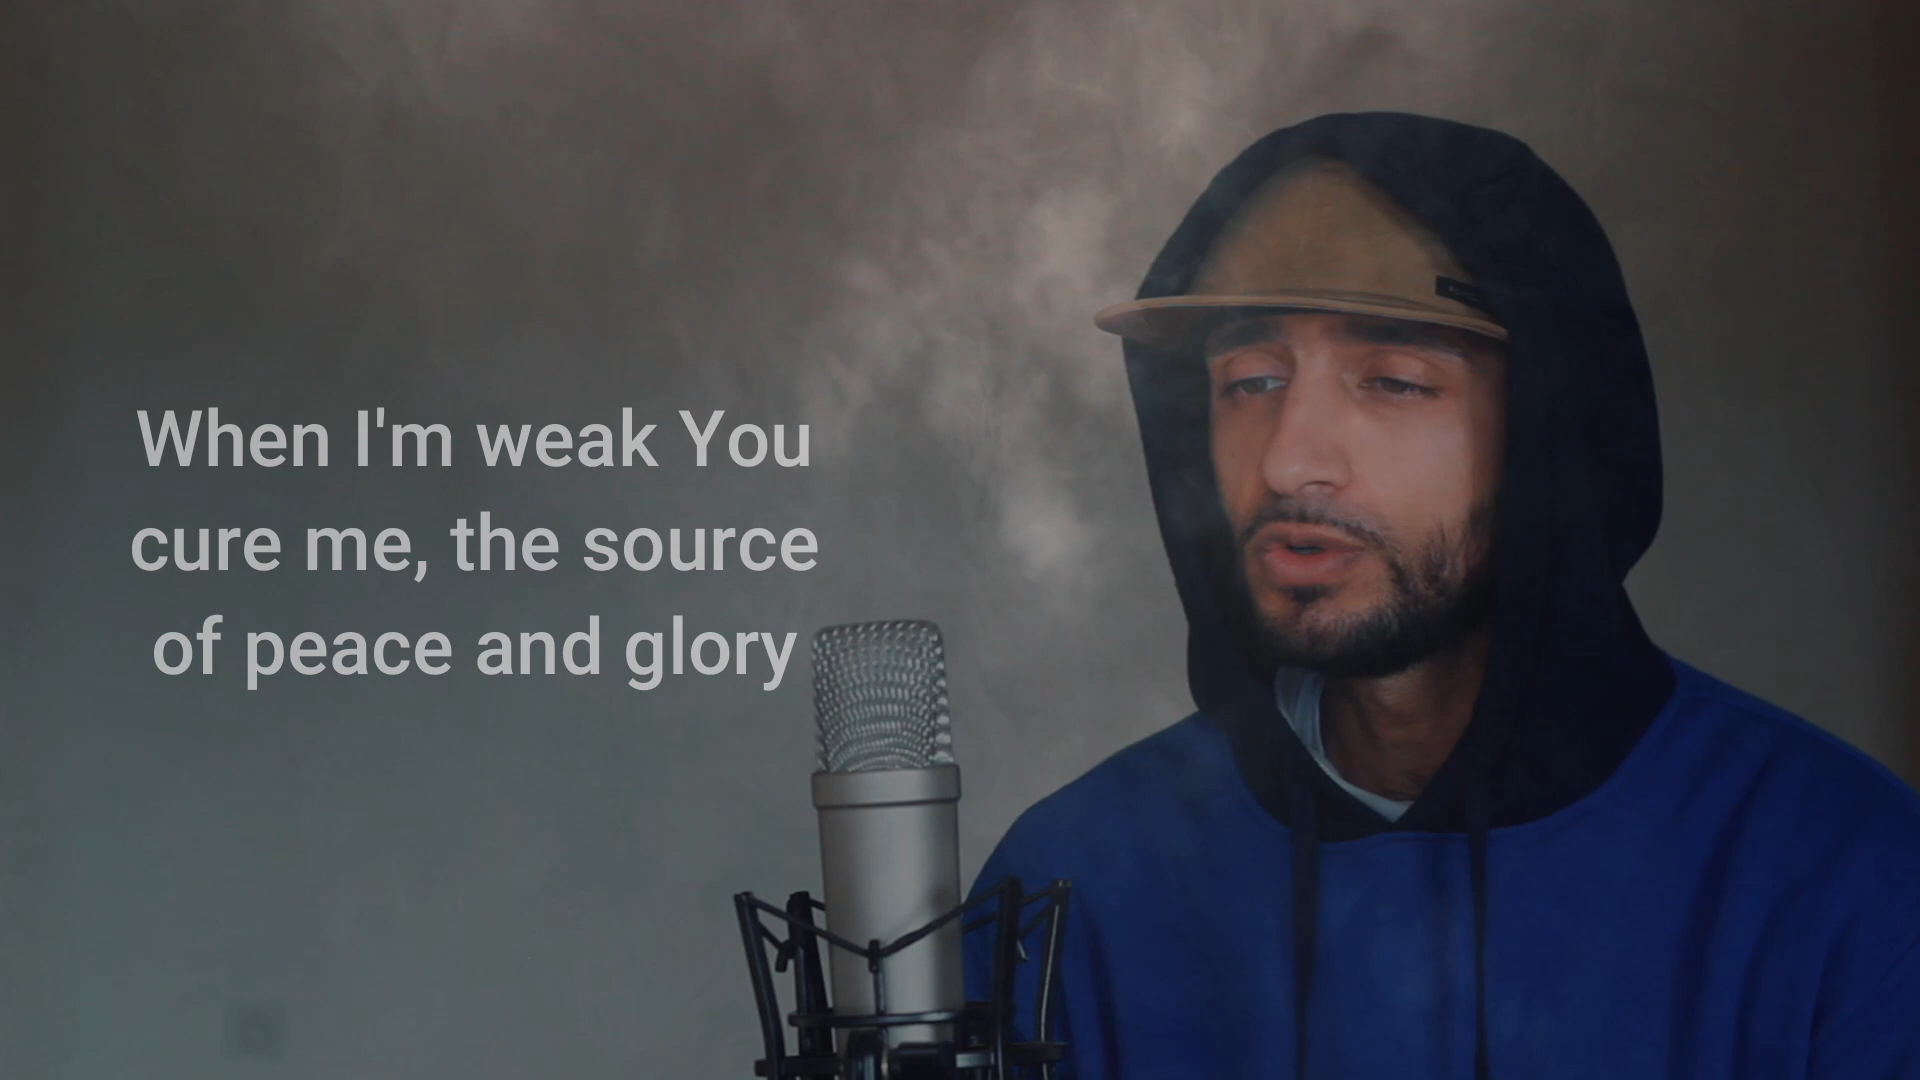 When I'm weak You
cure me, the source
of peace and glory